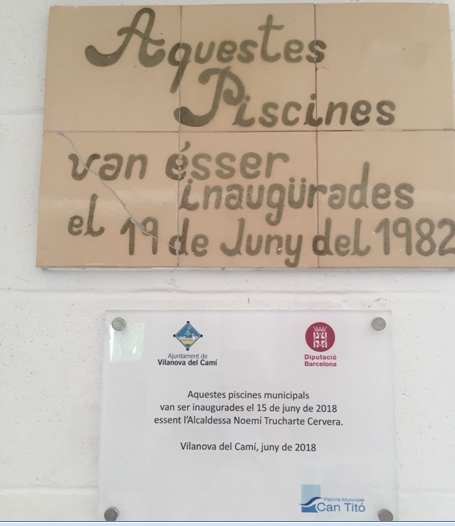 Aquestes
Piscines
van ésser
inaugürades
el 19 de Juny del 1982
Ajuntament de
Vilanova del Camí
Diputació
Barcelona
Aquestes piscines municipals
van ser inaugurades el 15 de juny de 2018
essent l'Alcaldessa Noemí Trucharte Cervera.
Vilanova del Camí, juny de 2018
Piscina Municipal
Can Titó